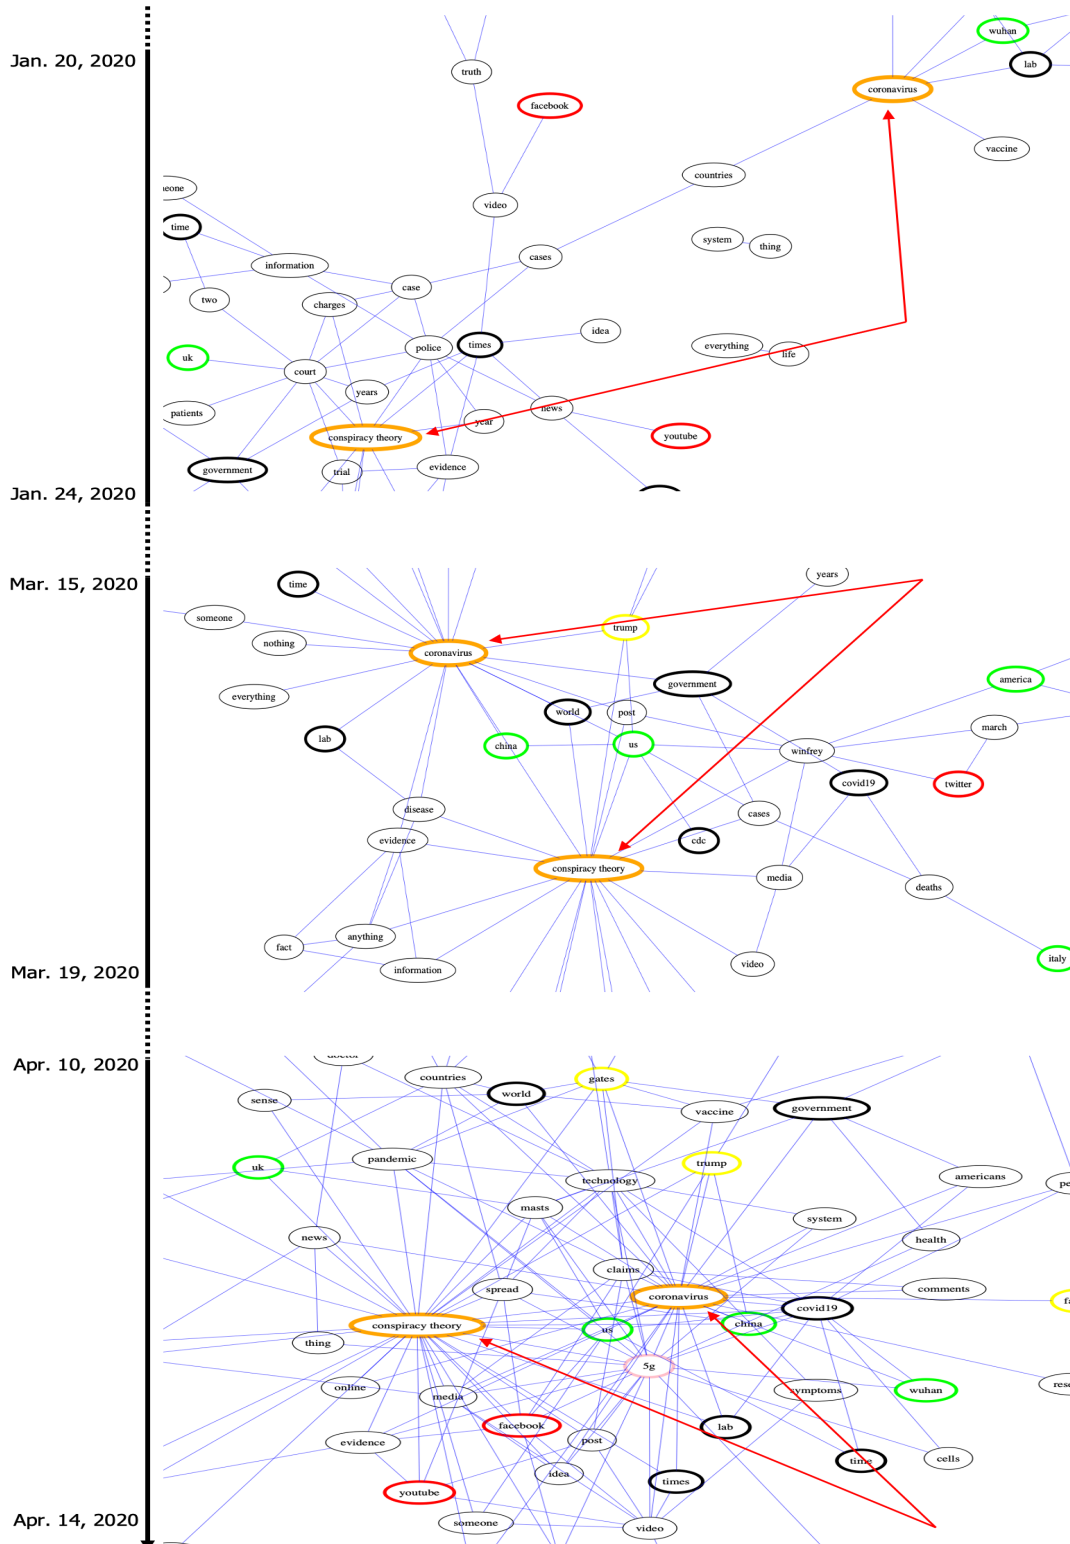 Jan. 20, 2020
wuhan
lab
truth
coronavirus
facebook
vaccine
countries
eone
video
time
system
thing
cases
information
case
two
charges
idea
times
police
everything
life
uk
court
years
news
patients
year
conspiracy theory
youtube
government
trial
evidence
Jan. 24, 2020
Mar. 15, 2020
time
years
someone
trump
nothing
coronavirus
america
government
everything
world
post
march
lab
china
us
winfrey
covid19
twitter
disease
cases
evidence
cdc
conspiracy theory
media
deaths
anything
fact
information
video
italy
Mar. 19, 2020
Apr. 10, 2020
doctor
countries
gates
world
sense
vaccine
government
uk
pandemic
trump
technology
americans
pe
masts
system
news
health
claims
spread
coronavirus
comments
covid19
fa
conspiracy theory
us
china
thing
5g
online
media
symptoms
wuhan
rese
facebook
lab
evidence
post
idea
times
time
cells
youtube
someone
video
Apr. 14, 2020